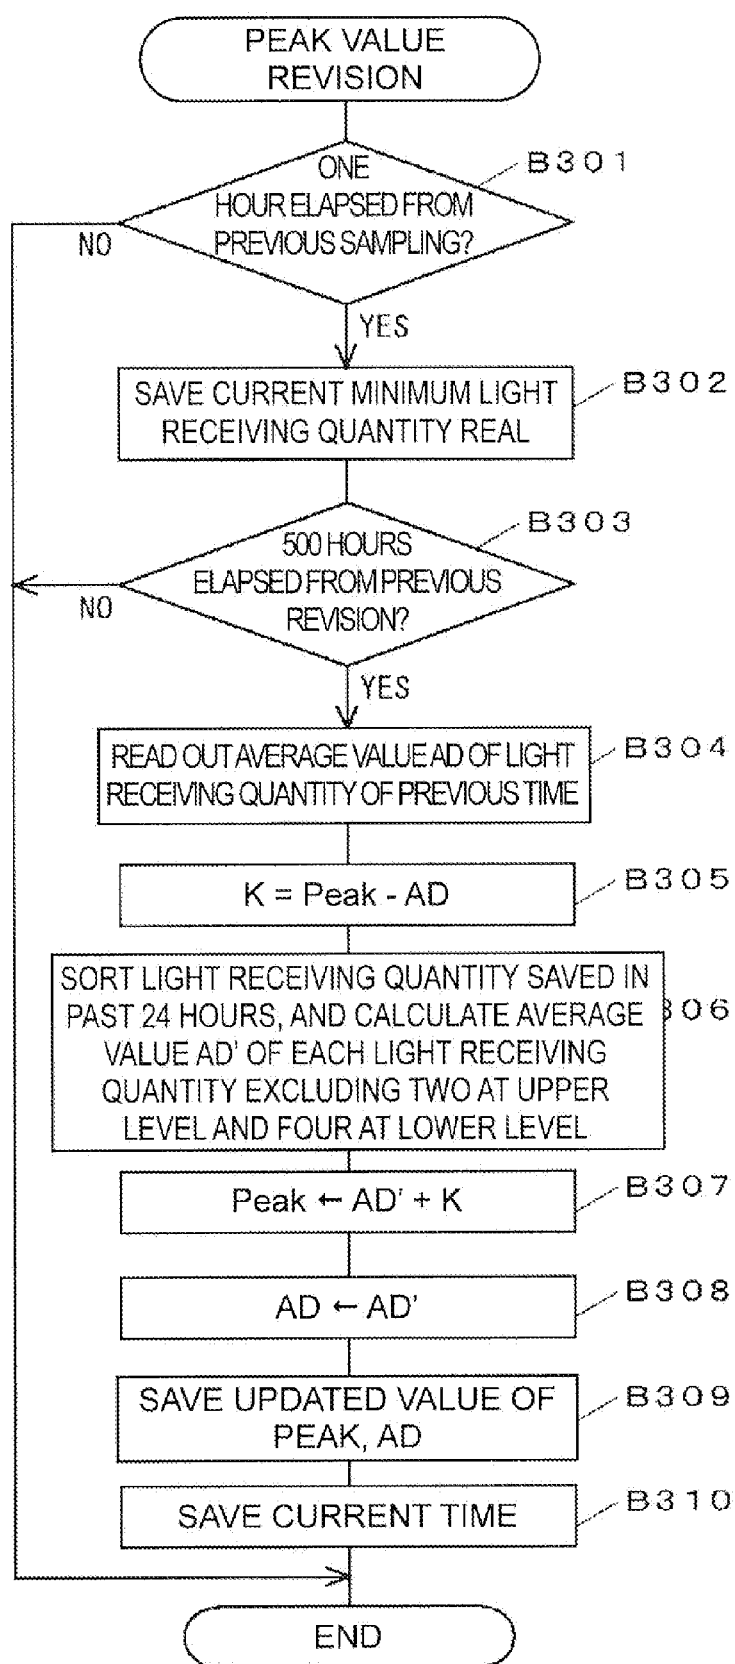 PEAK VALUE
REVISION
B301
ONE
HOUR ELAPSED FROM
PREVIOUS SAMPLING?
NO
YES
B302
SAVE CURRENT MINIMUM LIGHT
RECEIVING QUANTITY REAL
B303
500 HOURS
ELAPSED FROM PREVIOUS
REVISION?
NO
YES
B304
READ OUT AVERAGE VALUE AD OF LIGHT
RECEIVING QUANTITY OF PREVIOUS TIME
B305
K = Peak - AD
SORT LIGHT RECEIVING QUANTITY SAVED IN
PAST 24 HOURS, AND CALCULATE AVERAGE
VALUE AD' OF EACH LIGHT RECEIVING
QUANTITY EXCLUDING TWO AT UPPER
LEVEL AND FOUR AT LOWER LEVEL
306
B307
Peak ← AD' + K
B308
AD ← AD'
B309
SAVE UPDATED VALUE OF
PEAK, AD
B310
SAVE CURRENT TIME
END